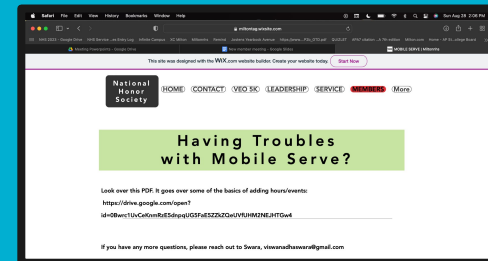 Safari File Edit View History Bookmarks Window Help
Sun Aug 28 2:06 PM
miltontag.wixsite.com
Meeting Powerpoints - Google Drive
New member meeting - Google Slides
MOBILE SERVE | MiltonNhs
This site was designed with the WiX.com website builder. Create your website today. Start Now
National
Honor
Society
HOME CONTACT VEO 5K LEADERSHIP SERVICE MEMBERS More
Having Troubles
with Mobile Serve?
Look over this PDF. It goes over some of the basics of adding hours/events:
https://drive.google.com/open?
id=0Bwrc1UvCeKnmRzE5dnpqUG5FaE5ZZkZQeUVfUHM2NEJHTGw4
If you have any more questions, please reach out to Swara, viswanadhaswara@gmail.com